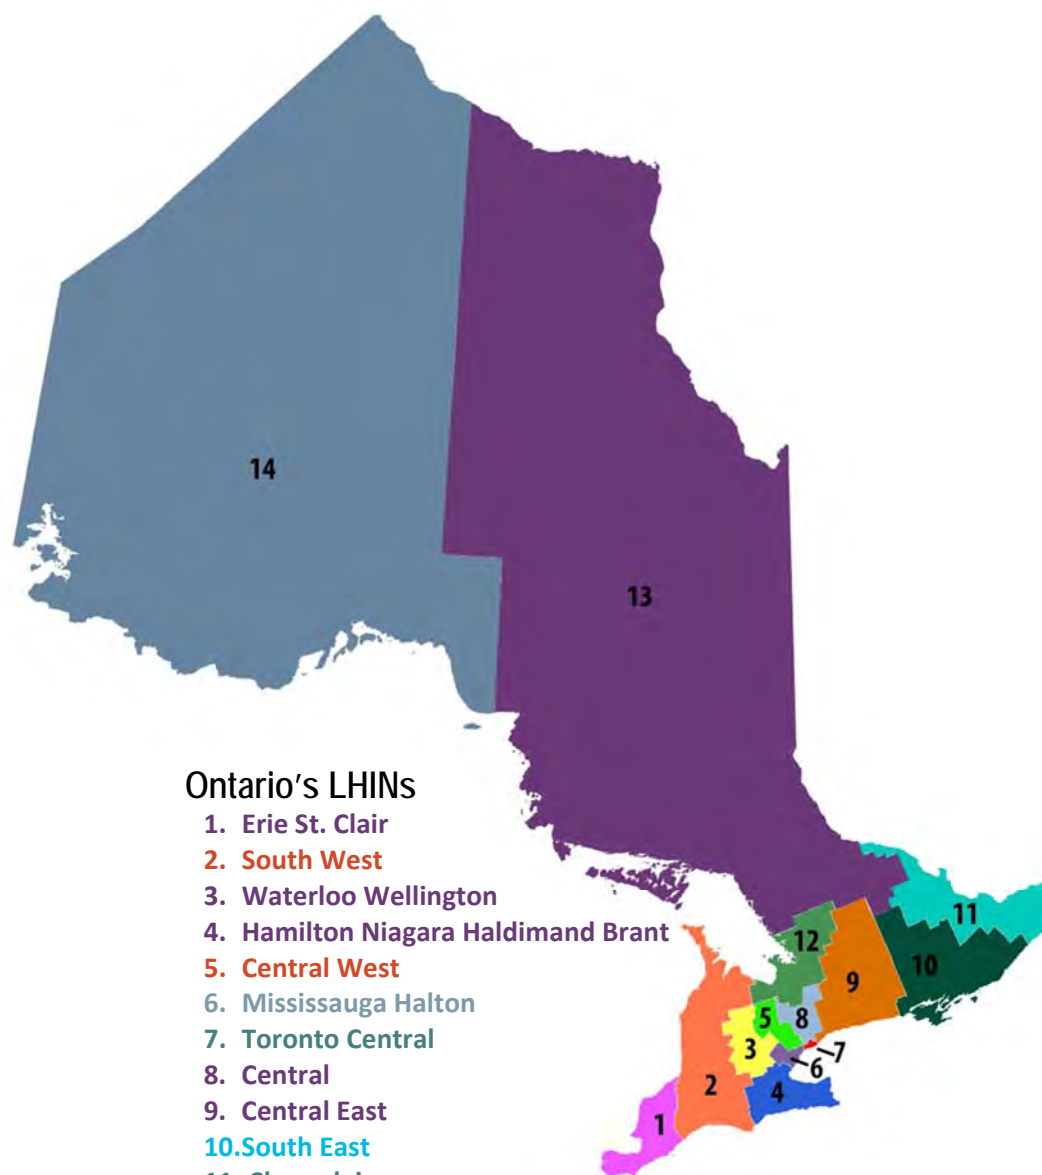 14
13
Ontario's LHINs
1. Erie St. Clair
2. South West
3. Waterloo Wellington
4. Hamilton Niagara Haldimand Brant
5. Central West
6. Mississauga Halton
7. Toronto Central
8. Central
9. Central East
10.South East
11
12
10
9
5
8
3
7
6
2
4
1